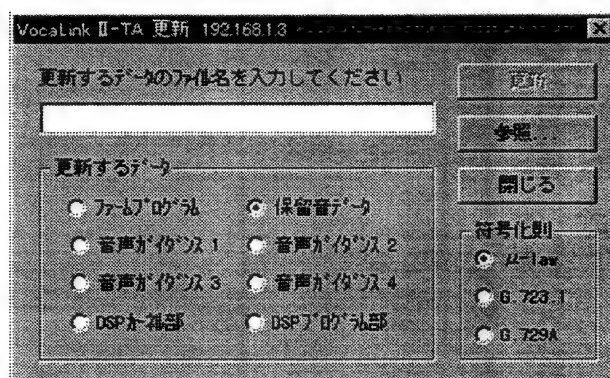 VocaLink Ⅱ-TA 更新 192.168.1.3
更新するﾃﾞｰﾀのﾌｧｲﾙ名を入力してください
更新
参照...
閉じる
更新するﾃﾞｰﾀ
ﾌｧｰﾑﾌﾟﾛｸﾞﾗﾑ
保留音ﾃﾞｰﾀ
音声ｶﾞｲﾀﾞﾝｽ 1
音声ｶﾞｲﾀﾞﾝｽ 2
音声ｶﾞｲﾀﾞﾝｽ 3
音声ｶﾞｲﾀﾞﾝｽ 4
DSPｶｰﾈﾙ部
DSPﾌﾟﾛｸﾞﾗﾑ部
符号化則
μ-law
G.723.1
G.729A